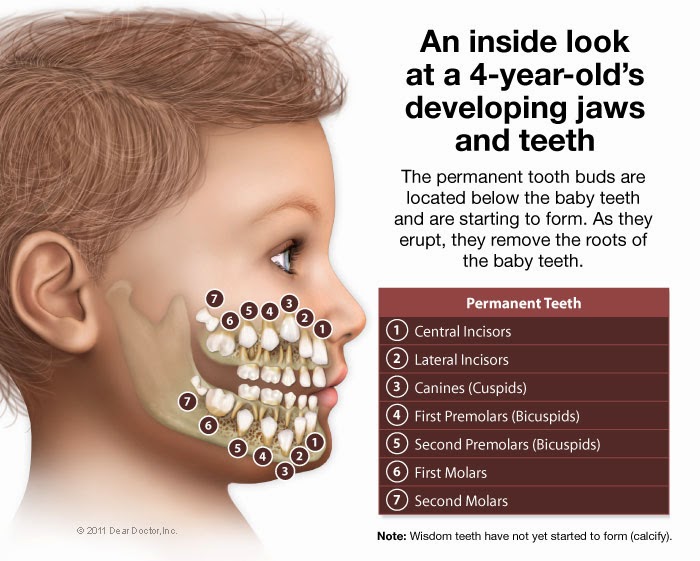 An inside look
at a 4-year-old's
developing jaws
and teeth
The permanent tooth buds are
located below the baby teeth
and are starting to form. As they
erupt, they remove the roots of
the baby teeth.
Permanent Teeth
1 Central Incisors
2 Lateral Incisors
3 Canines (Cuspids)
4 First Premolars (Bicuspids)
5 Second Premolars (Bicuspids)
6 First Molars
7 Second Molars
Note: Wisdom teeth have not yet started to form (calcify).
7 6 5 4 3 2 1
7 6 5 4 3 2 1
© 2011 Dear Doctor, Inc.